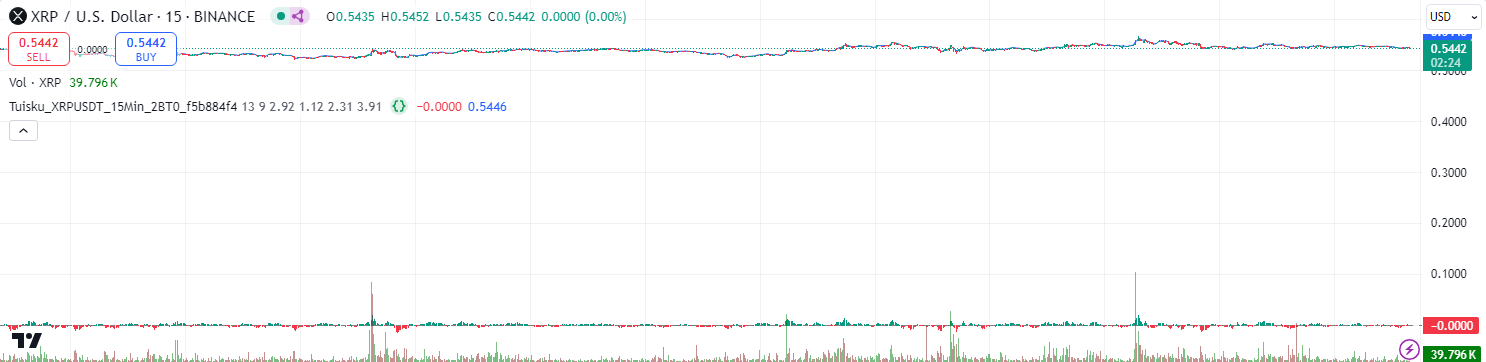 XRP / U.S. Dollar · 15 · BINANCE O0.5435 H0.5452 L0.5435 C0.5442 0.0000 (0.00%) USD
0.5442 SELL 0.0000 0.5442 BUY
0.5442
02:24
0.5000
Vol · XRP 39.796 K
Tuisku_XRPUSDT_15Min_2BT0_f5b884f4 13 9 2.92 1.12 2.31 3.91 {} −0.0000 0.5446
0.4000
0.3000
0.2000
0.1000
−0.0000
39.796 K